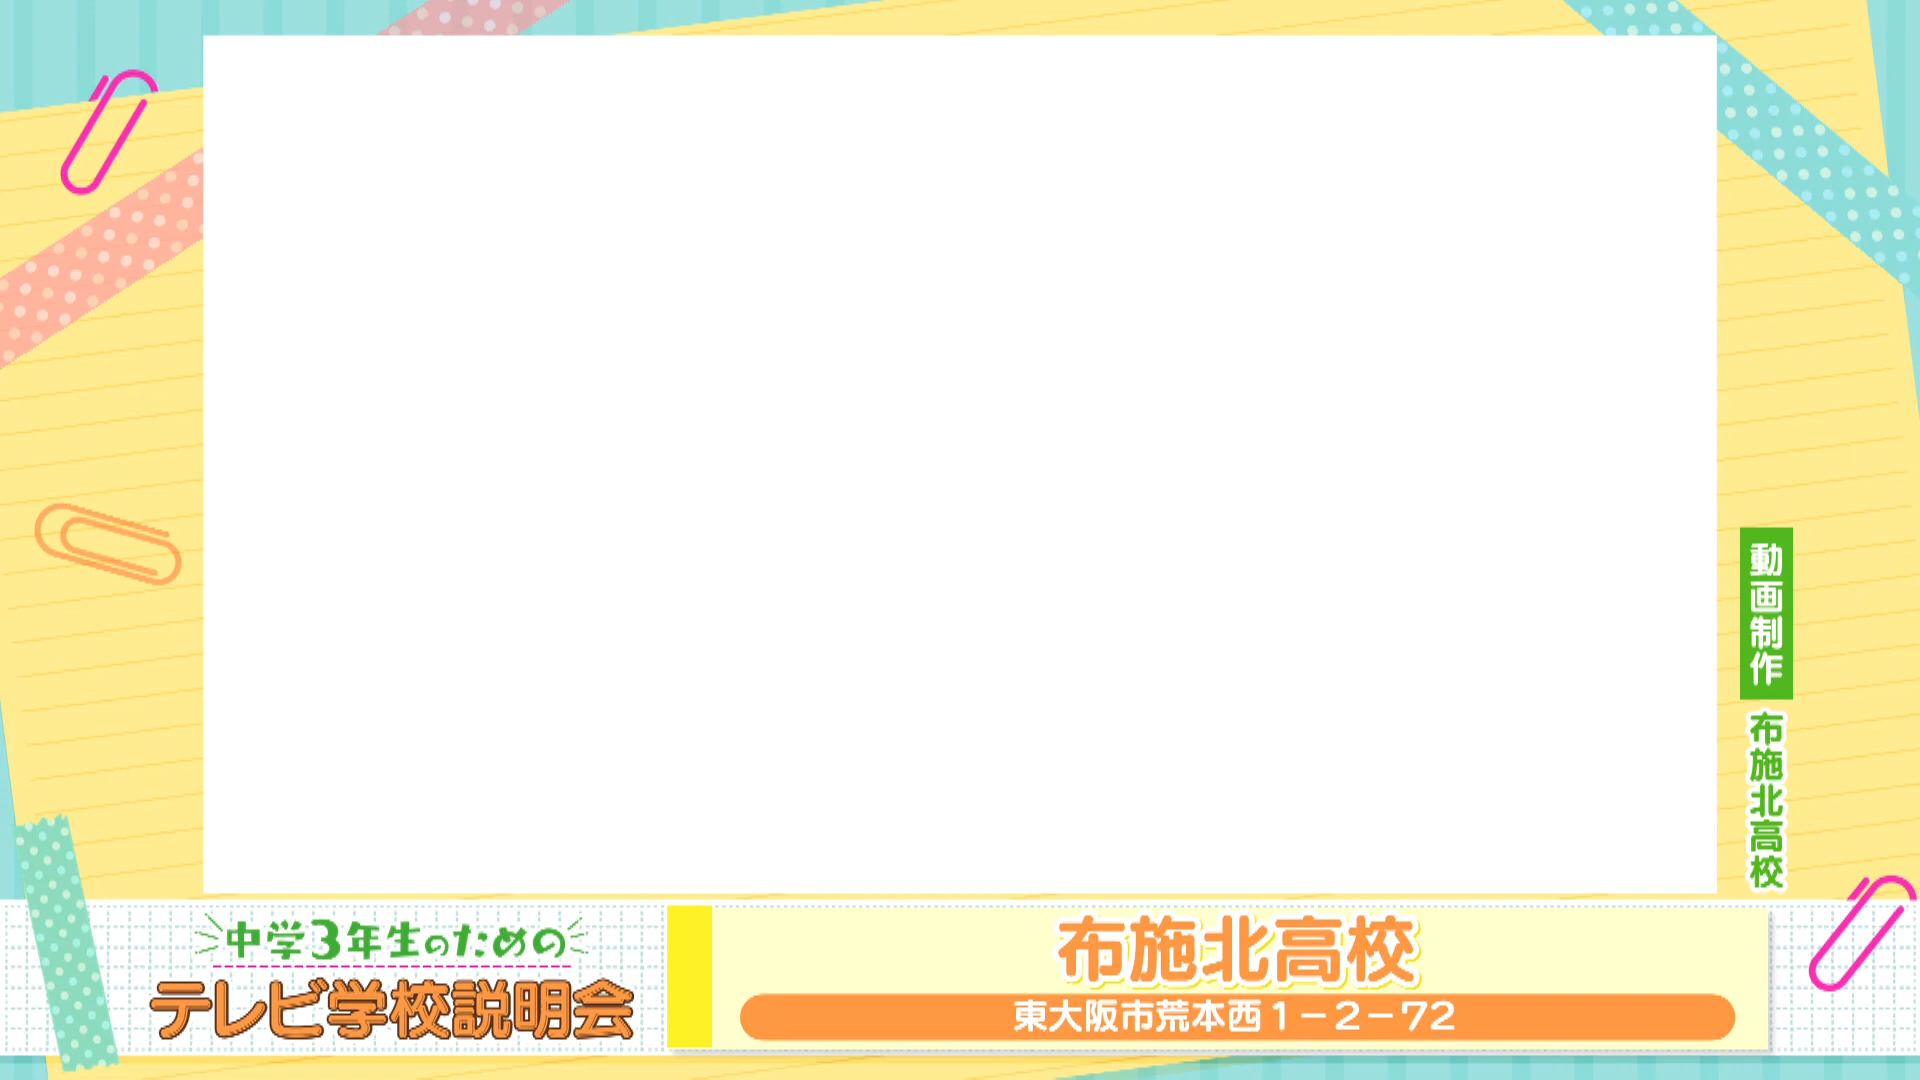 動画制作
布施北高校
中学3年生のための
テレビ学校説明会
布施北高校
東大阪市荒本西1-2-72